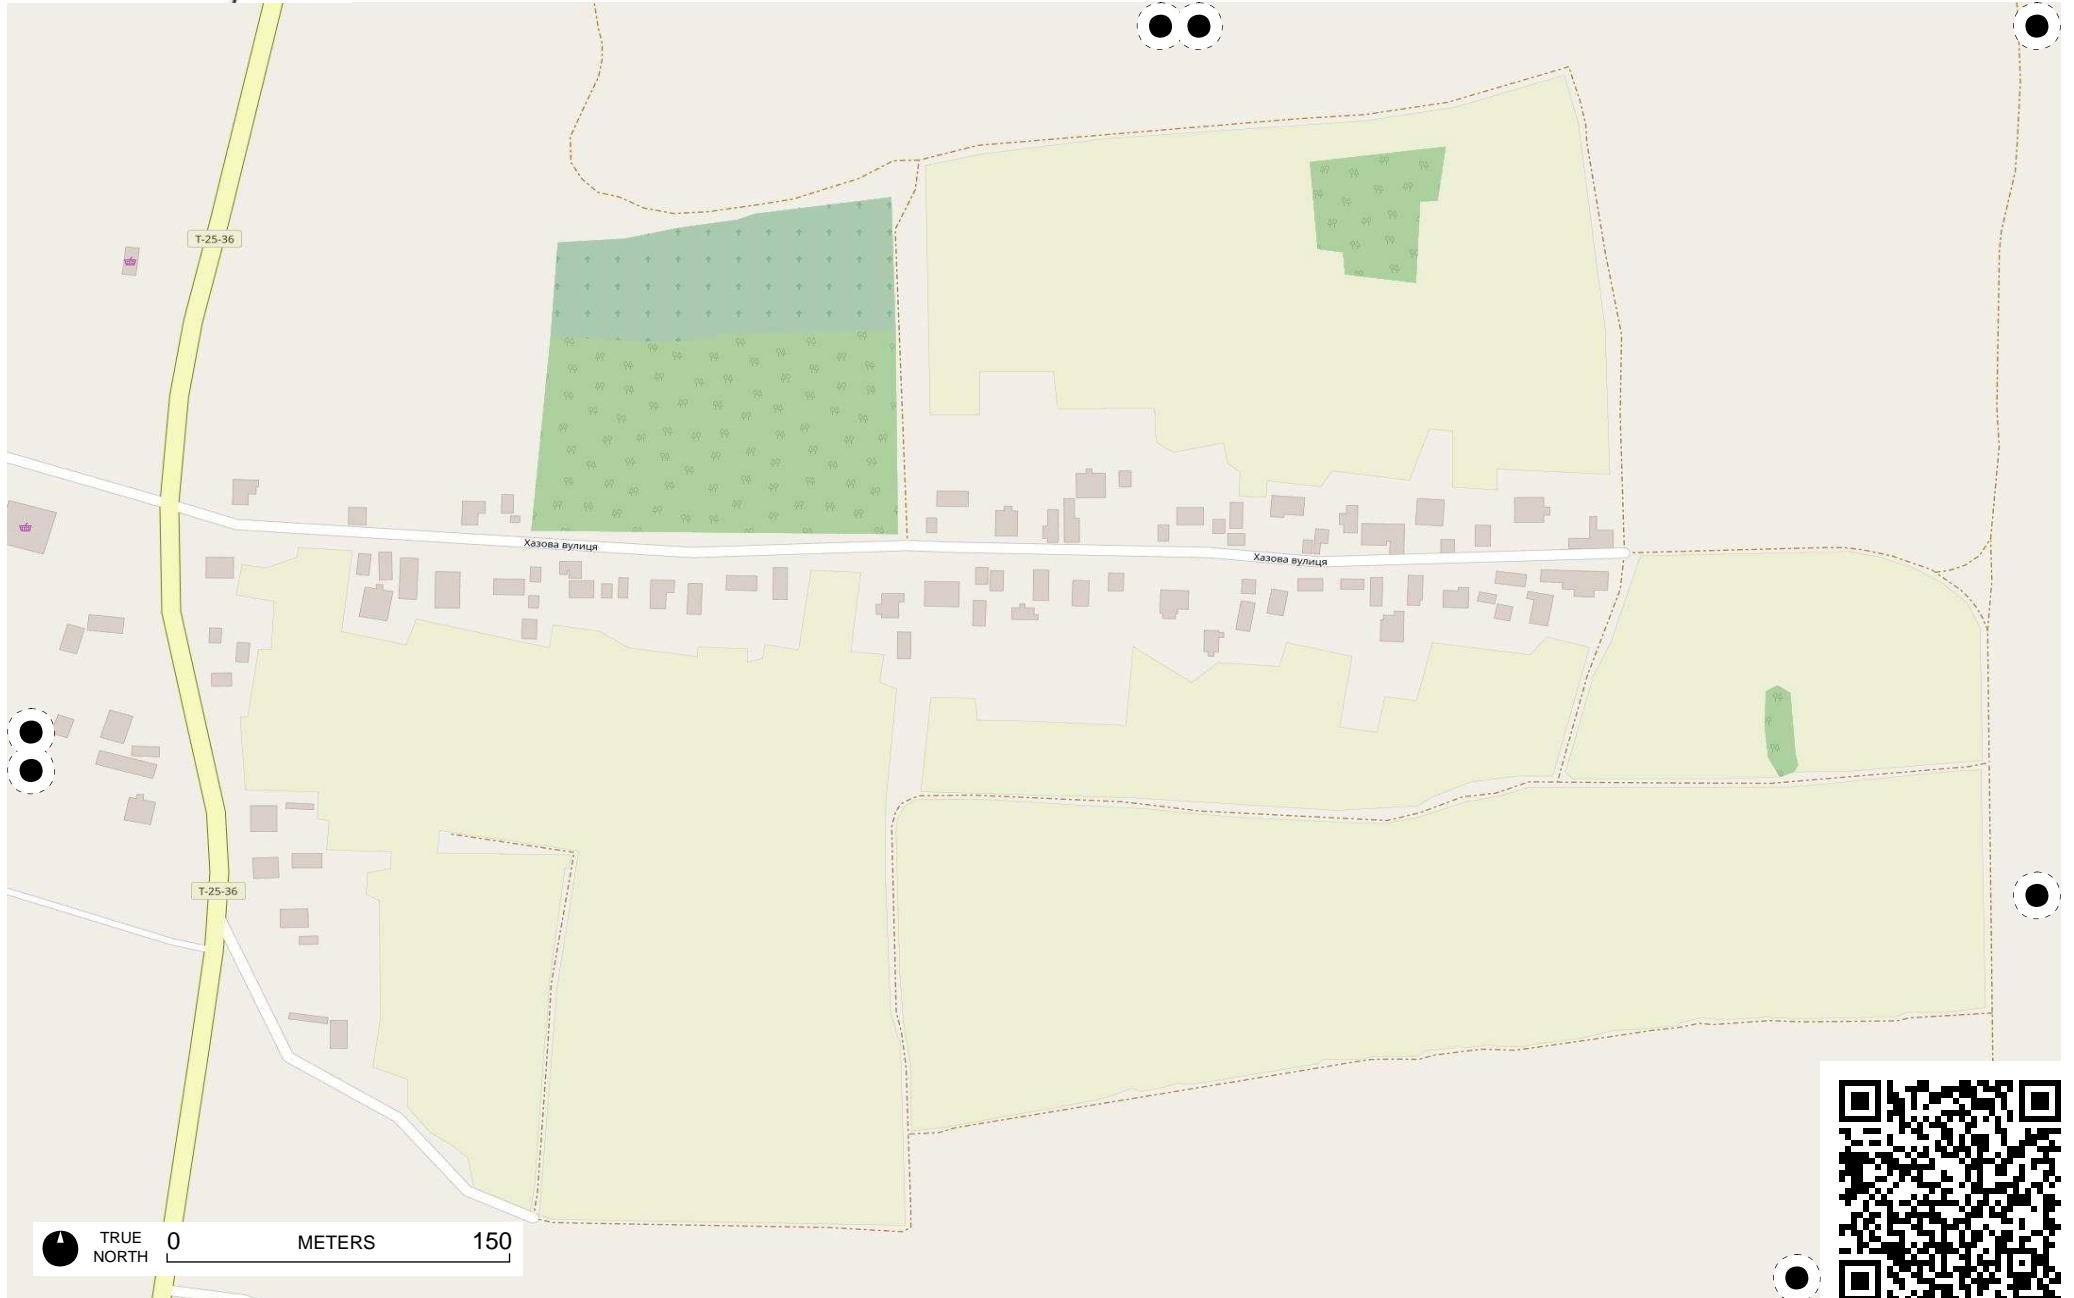 Т-25-36
Хазова вулиця
Хазова вулиця
Т-25-36
TRUE
NORTH
0 METERS 150